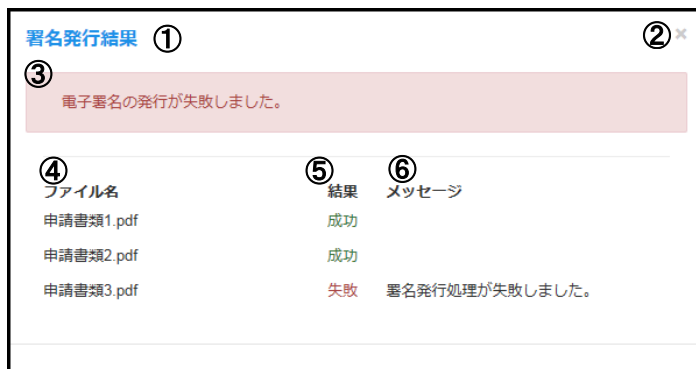 署名発行結果 ① ② ×
③
電子署名の発行が失敗しました。
④ ⑤ ⑥
ファイル名 結果 メッセージ
申請書類1.pdf 成功
申請書類2.pdf 成功
申請書類3.pdf 失敗 署名発行処理が失敗しました。